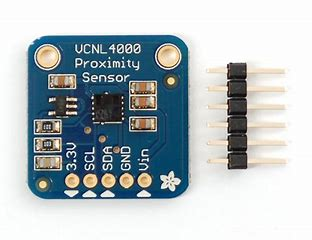 VCNL4000
Proximity
Sensor
3.3V
SCL
SDA
GND
Vin